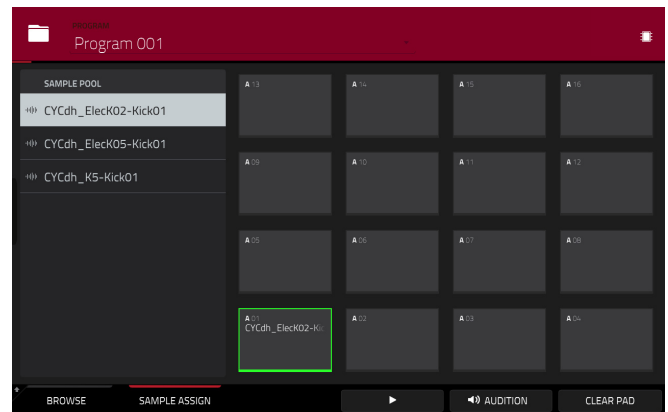 PROGRAM
Program 001
SAMPLE POOL
CYCdh_ElecK02-Kick01
CYCdh_ElecK05-Kick01
CYCdh_K5-Kick01
A 13
A 14
A 15
A 16
A 09
A 10
A 11
A 12
A 05
A 06
A 07
A 08
A 01
CYCdh_ElecK02-Ki
A 02
A 03
A 04
BROWSE
SAMPLE ASSIGN
AUDITION
CLEAR PAD